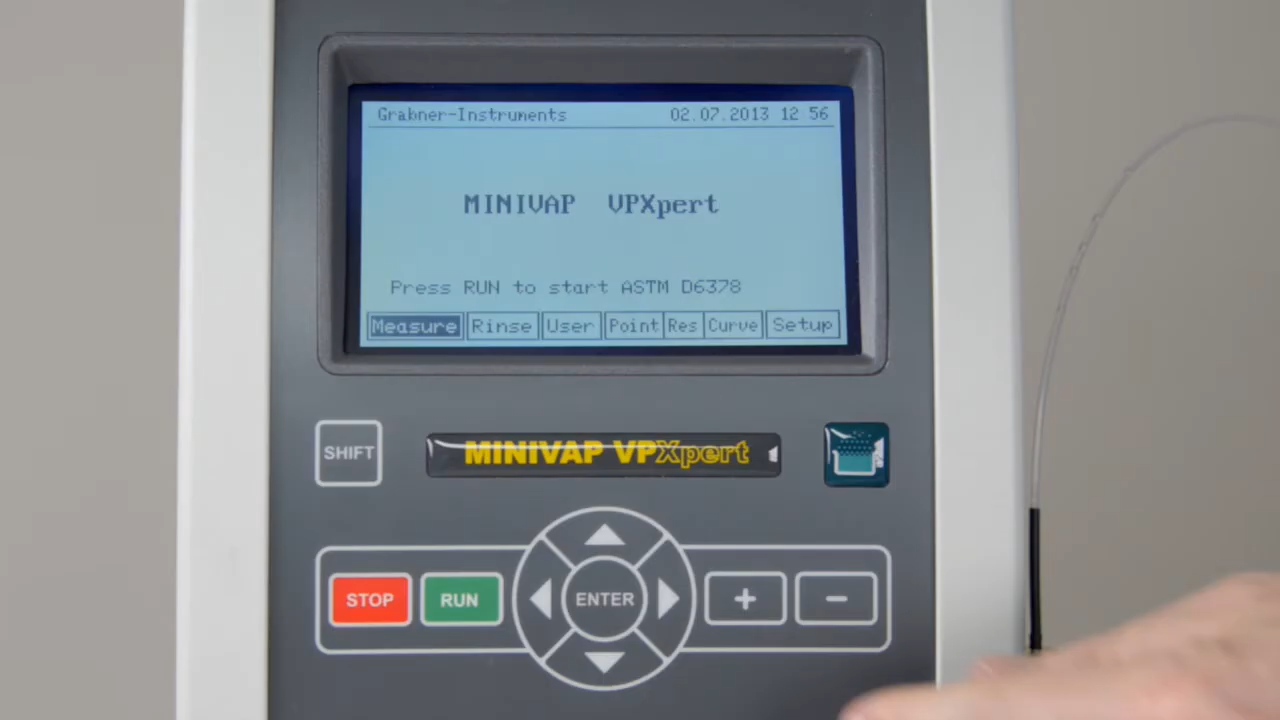 Grabner-Instruments 02.07.2013 12:56
MINIVAP VPXpert
Press RUN to start ASTM D6378
Measure Rinse User Point Res Curve Setup
SHIFT
MINIVAP VPXpert
STOP RUN ENTER + −